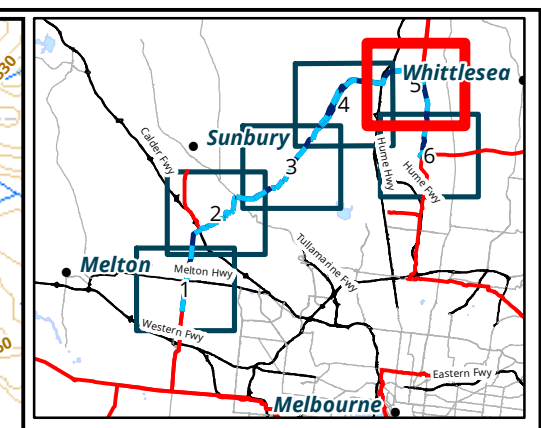 530
Whittlesea
5
4
Calder Fwy
Sunbury
Hume Hwy
3
6
Hume Fwy
2
Tullamarine Fwy
Melton
Melton Hwy
1
Western Fwy
Eastern Fwy
Melbourne